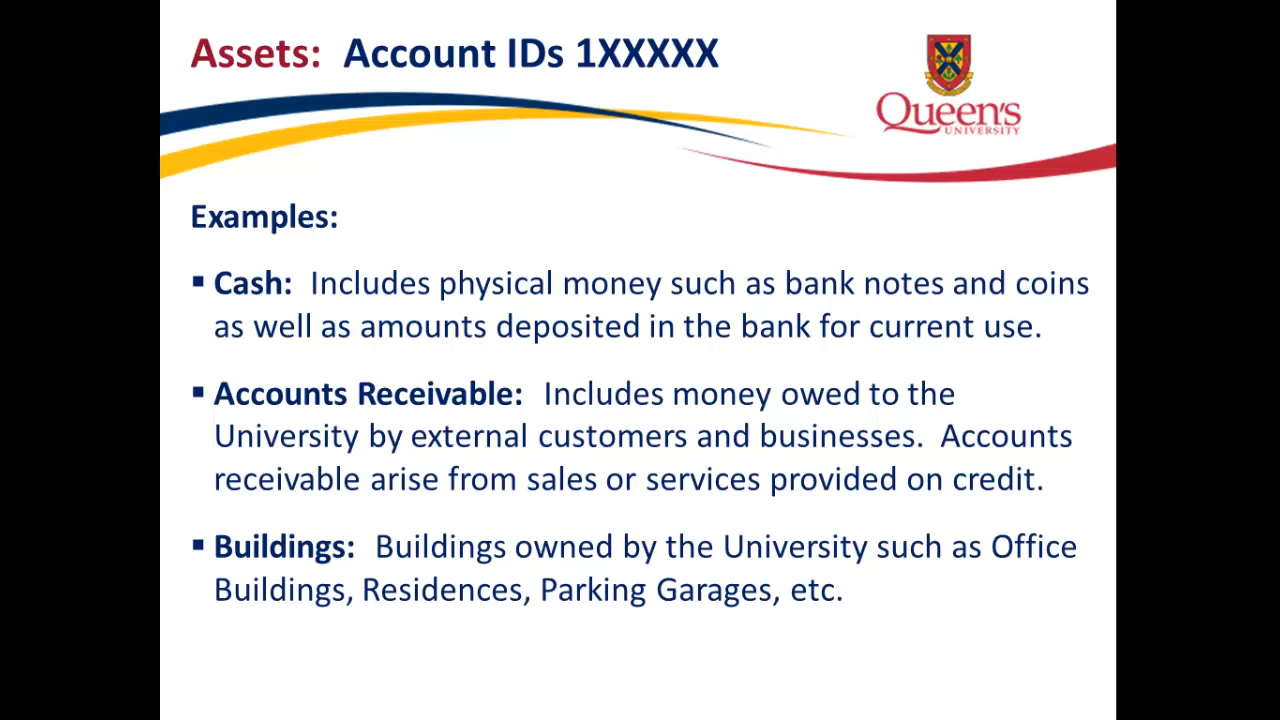 Assets: Account IDs 1XXXXX
Queen's
UNIVERSITY
Examples:
▪ Cash: Includes physical money such as bank notes and coins
as well as amounts deposited in the bank for current use.
▪ Accounts Receivable: Includes money owed to the
University by external customers and businesses. Accounts
receivable arise from sales or services provided on credit.
▪ Buildings: Buildings owned by the University such as Office
Buildings, Residences, Parking Garages, etc.